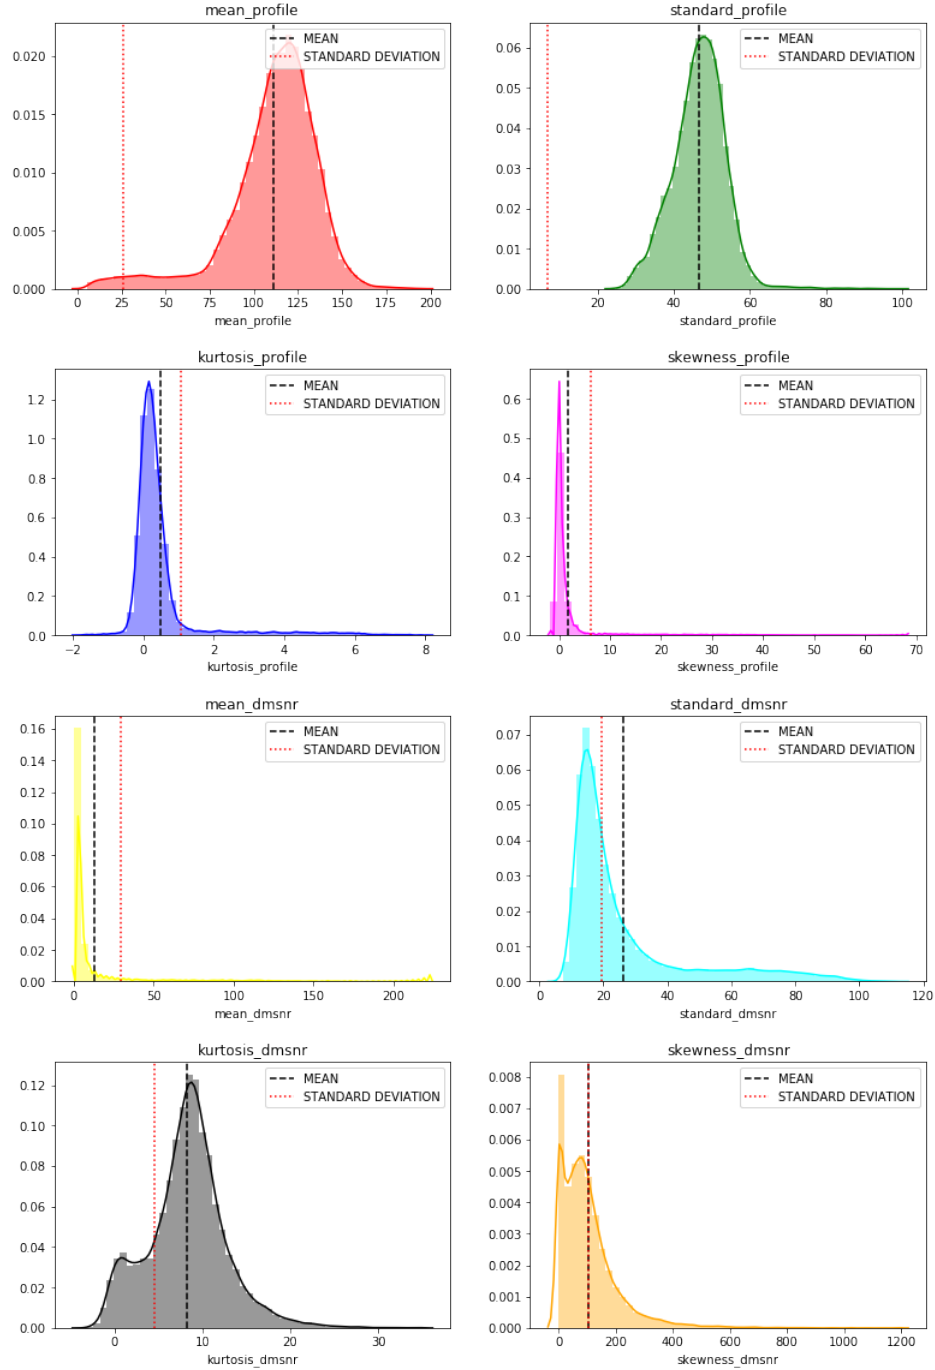 mean_profile
MEAN
STANDARD DEVIATION
0.020
0.015
0.010
0.005
0.000
0 25 50 75 100 125 150 175 200
mean_profile
standard_profile
MEAN
STANDARD DEVIATION
0.06
0.05
0.04
0.03
0.02
0.01
0.00
20 40 60 80 100
standard_profile
kurtosis_profile
MEAN
STANDARD DEVIATION
1.2
1.0
0.8
0.6
0.4
0.2
0.0
−2 0 2 4 6 8
kurtosis_profile
skewness_profile
MEAN
STANDARD DEVIATION
0.6
0.5
0.4
0.3
0.2
0.1
0.0
0 10 20 30 40 50 60 70
skewness_profile
mean_dmsnr
MEAN
STANDARD DEVIATION
0.16
0.14
0.12
0.10
0.08
0.06
0.04
0.02
0.00
0 50 100 150 200
mean_dmsnr
standard_dmsnr
MEAN
STANDARD DEVIATION
0.07
0.06
0.05
0.04
0.03
0.02
0.01
0.00
0 20 40 60 80 100 120
standard_dmsnr
kurtosis_dmsnr
MEAN
STANDARD DEVIATION
0.12
0.10
0.08
0.06
0.04
0.02
0.00
0 10 20 30
kurtosis_dmsnr
skewness_dmsnr
MEAN
STANDARD DEVIATION
0.008
0.007
0.006
0.005
0.004
0.003
0.002
0.001
0.000
0 200 400 600 800 1000 1200
skewness_dmsnr